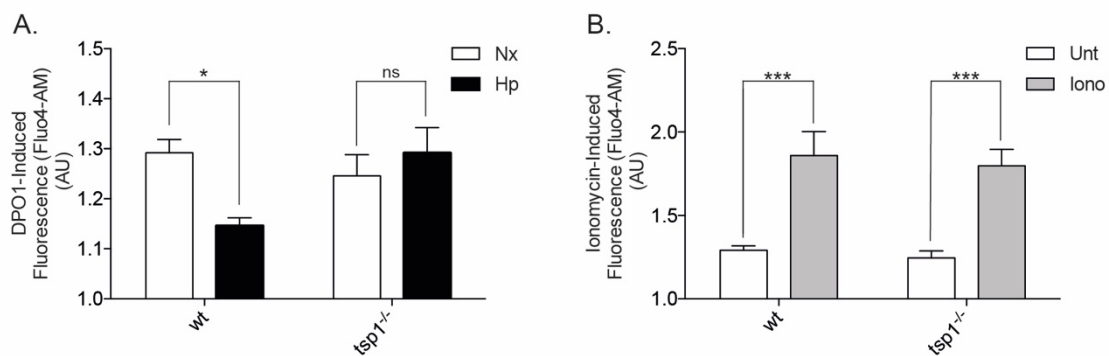 A.
DPO1-Induced
Fluorescence (Fluo4-AM)
(AU)
1.5
1.4
1.3
1.2
1.1
1.0
*
ns
Nx
Hp
wt
tsp1-/-
B.
Ionomycin-Induced
Fluorescence (Fluo4-AM)
(AU)
2.5
2.0
1.5
1.0
***
***
Unt
Iono
wt
tsp1-/-